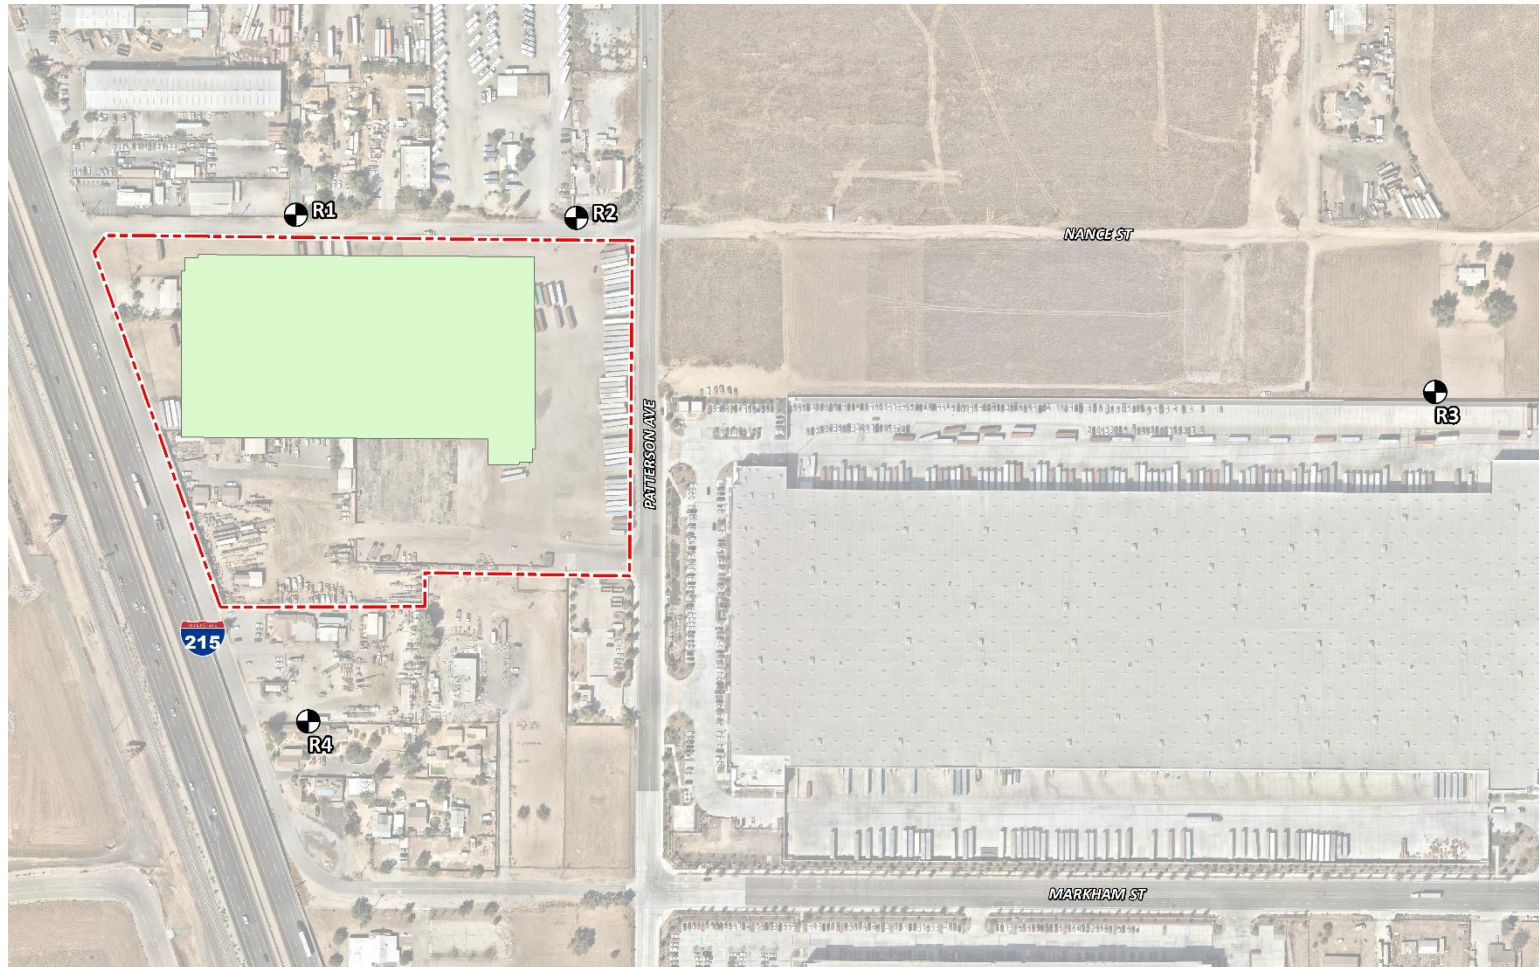 R1
R2
NANCE ST
R3
PATTERSON AVE
215
R4
MARKHAM ST